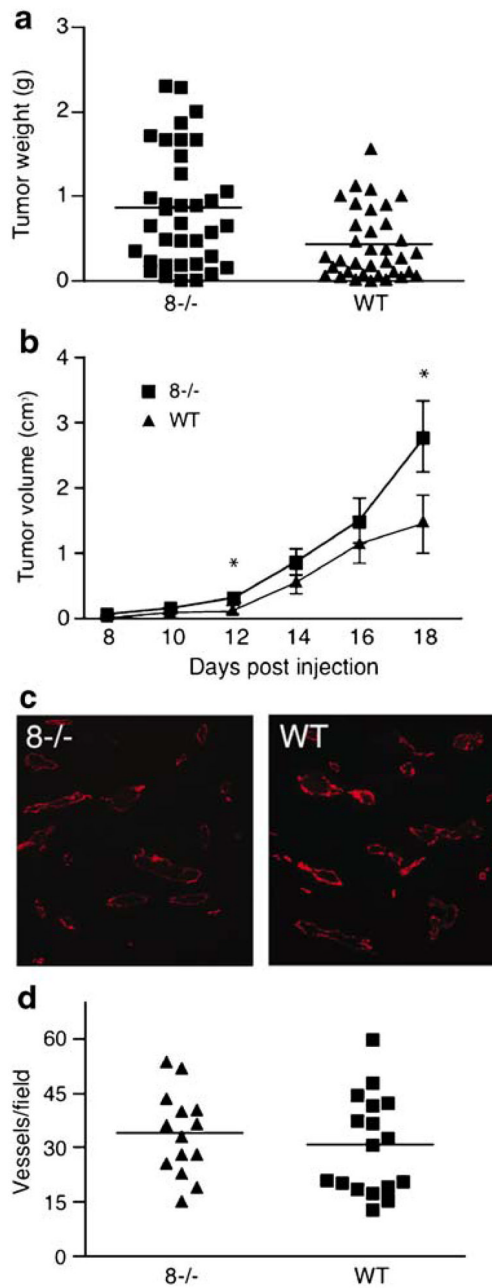 a
Tumor weight (g)
3
2
1
0
8-/-
WT
b
Tumor volume (cm³)
4
3
2
1
0
8-/-
WT
*
*
8
10
12
14
16
18
Days post injection
c
8-/-
WT
d
Vessels/field
60
45
30
15
0
8-/-
WT